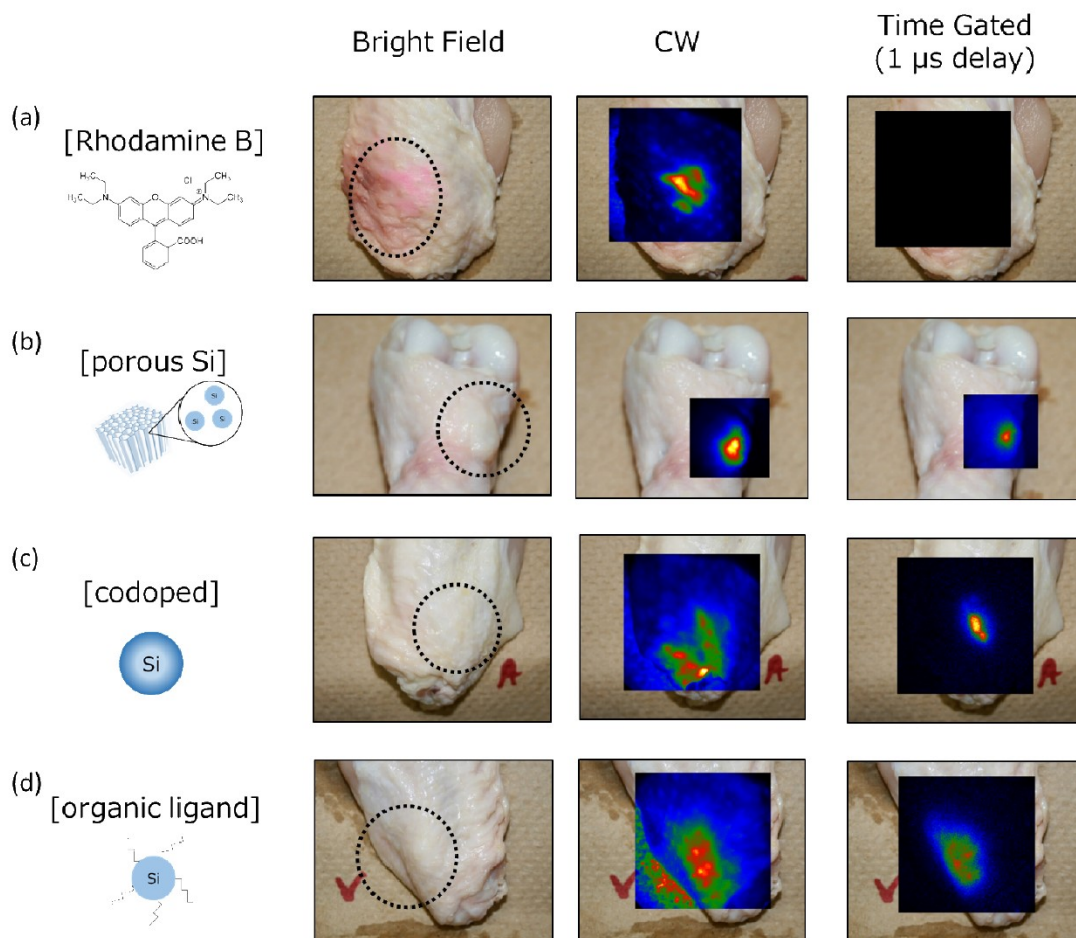 Bright Field
CW
Time Gated
(1 μs delay)
(a)
[Rhodamine B]
H₃C
Cl
CH₃
H₃C
N
O
N
⊕
CH₃
COOH
(b)
[porous Si]
Si
Si
Si
(c)
[codoped]
Si
A
A
(d)
[organic ligand]
Si
V
V
V